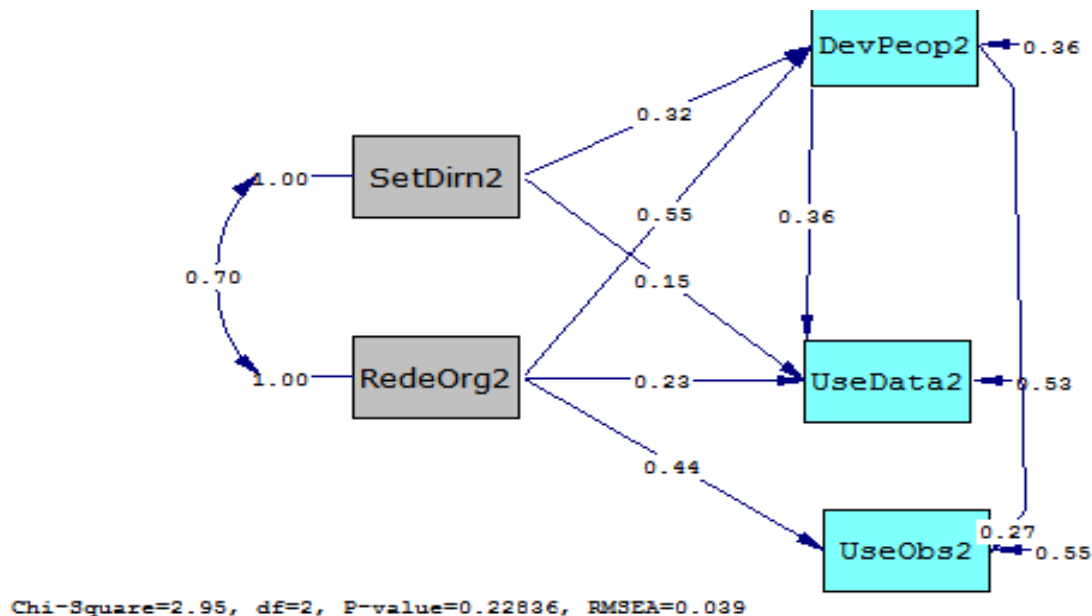 DevPeop2
0.36
0.32
SetDirn2
1.00
0.55
0.36
0.70
0.15
RedeOrg2
1.00
0.23
UseData2
0.53
0.44
0.27
UseObs2
0.55
Chi-Square=2.95, df=2, P-value=0.22836, RMSEA=0.039